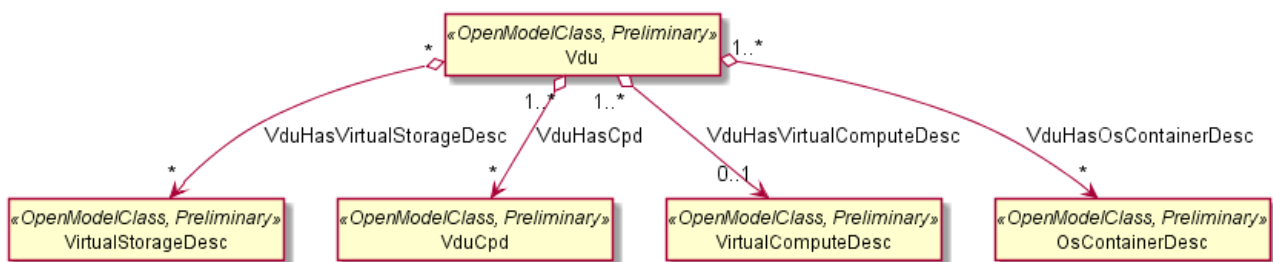 «OpenModelClass, Preliminary»
Vdu
*
1..*
1..*
1..*
VduHasVirtualStorageDesc
VduHasCpd
VduHasVirtualComputeDesc
VduHasOsContainerDesc
*
*
0..1
*
«OpenModelClass, Preliminary»
VirtualStorageDesc
«OpenModelClass, Preliminary»
VduCpd
«OpenModelClass, Preliminary»
VirtualComputeDesc
«OpenModelClass, Preliminary»
OsContainerDesc